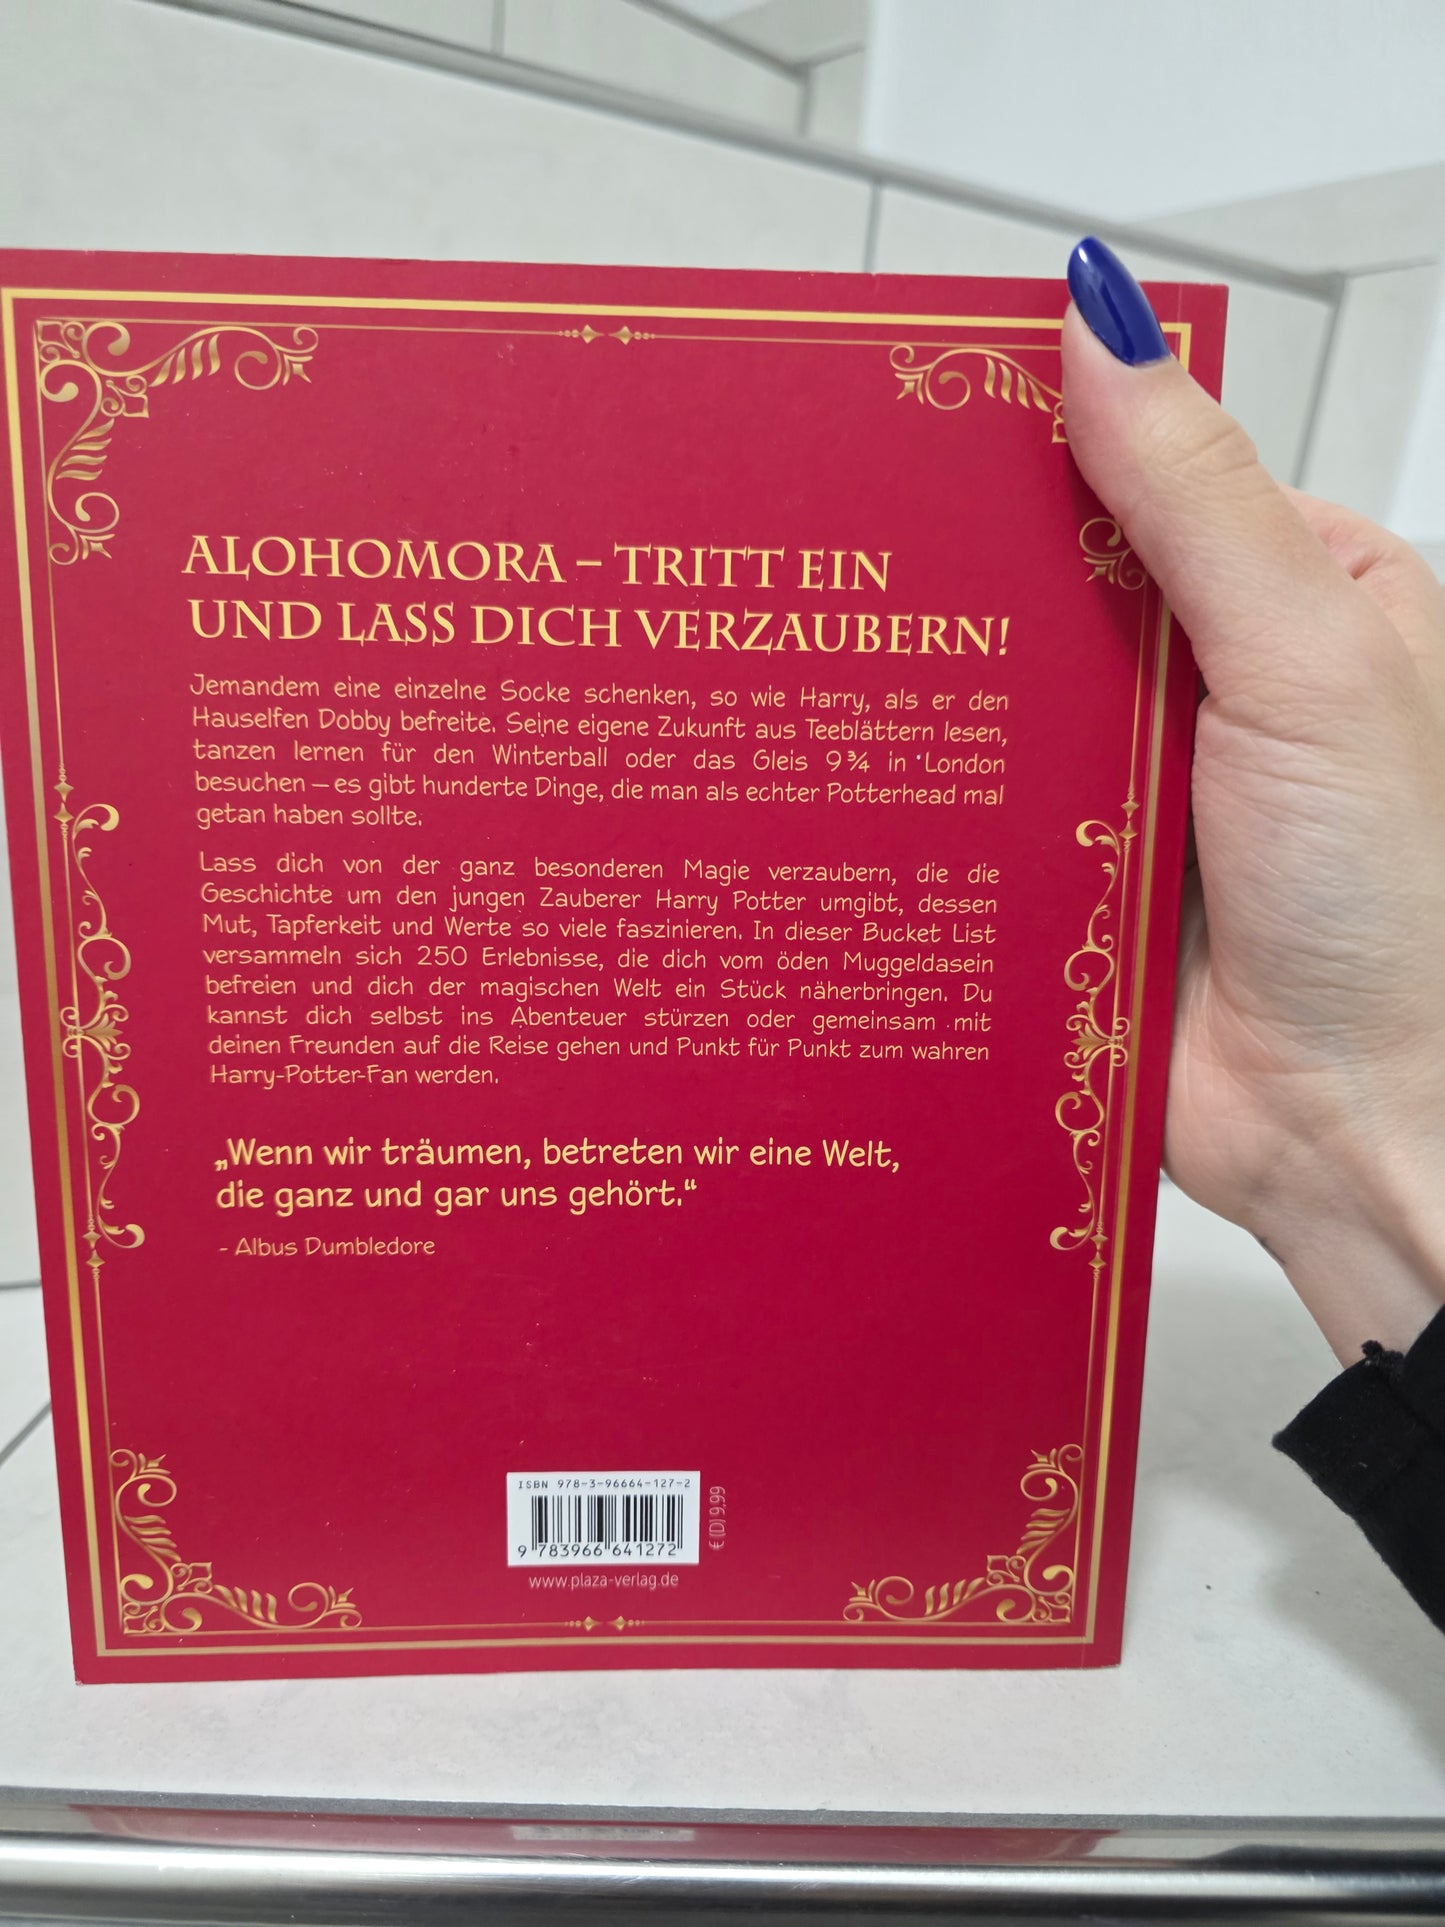 ALOHOMORA – TRITT EIN
UND LASS DICH VERZAUBERN!
Jemandem eine einzelne Socke schenken, so wie Harry, als er den
Hauselfen Dobby befreite. Seine eigene Zukunft aus Teeblättern lesen,
tanzen lernen für den Winterball oder das Gleis 9 ¾ in London
besuchen – es gibt hunderte Dinge, die man als echter Potterhead mal
getan haben sollte.
Lass dich von der ganz besonderen Magie verzaubern, die die
Geschichte um den jungen Zauberer Harry Potter umgibt, dessen
Mut, Tapferkeit und Werte so viele faszinieren. In dieser Bucket List
versammeln sich 250 Erlebnisse, die dich vom öden Muggeldasein
befreien und dich der magischen Welt ein Stück näherbringen. Du
kannst dich selbst ins Abenteuer stürzen oder gemeinsam mit
deinen Freunden auf die Reise gehen und Punkt für Punkt zum wahren
Harry-Potter-Fan werden.
„Wenn wir träumen, betreten wir eine Welt,
die ganz und gar uns gehört.“
- Albus Dumbledore
ISBN 978-3-96664-127-2
9 783966 641272
€ (D) 9,99
www.plaza-verlag.de